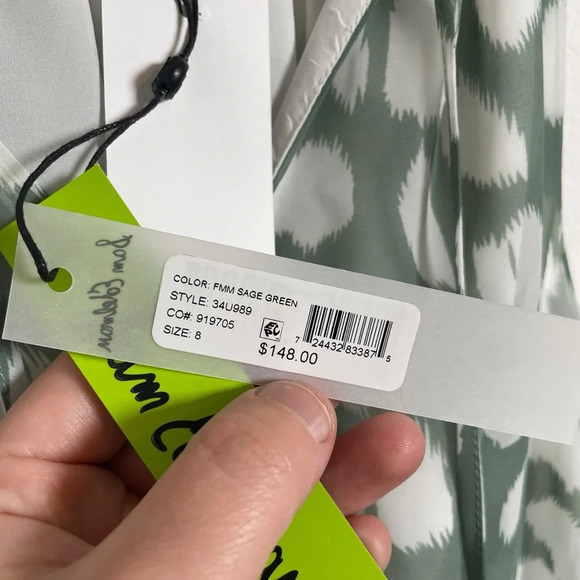 Sam Edelman
COLOR: FMM SAGE GREEN
STYLE: 34U989
CO#: 919705
SIZE: 8
$148.00
7 24432 83387 5